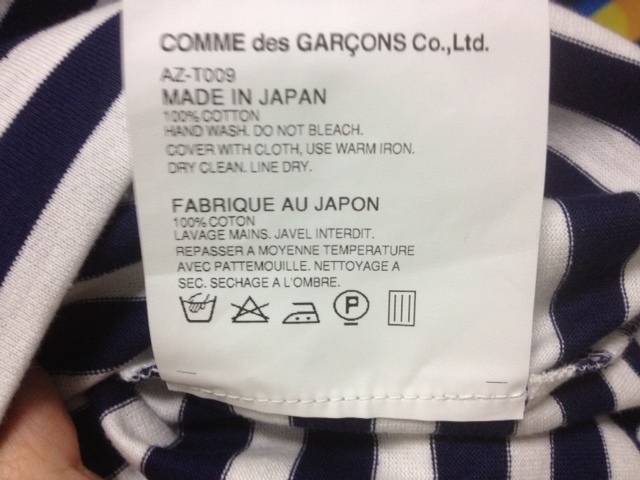 COMME des GARÇONS Co.,Ltd.
AZ-T009
MADE IN JAPAN
100% COTTON
HAND WASH. DO NOT BLEACH.
COVER WITH CLOTH, USE WARM IRON.
DRY CLEAN. LINE DRY.
FABRIQUE AU JAPON
100% COTON
LAVAGE MAINS. JAVEL INTERDIT.
REPASSER A MOYENNE TEMPERATURE
AVEC PATTEMOUILLE. NETTOYAGE A
SEC. SECHAGE A L'OMBRE.
P